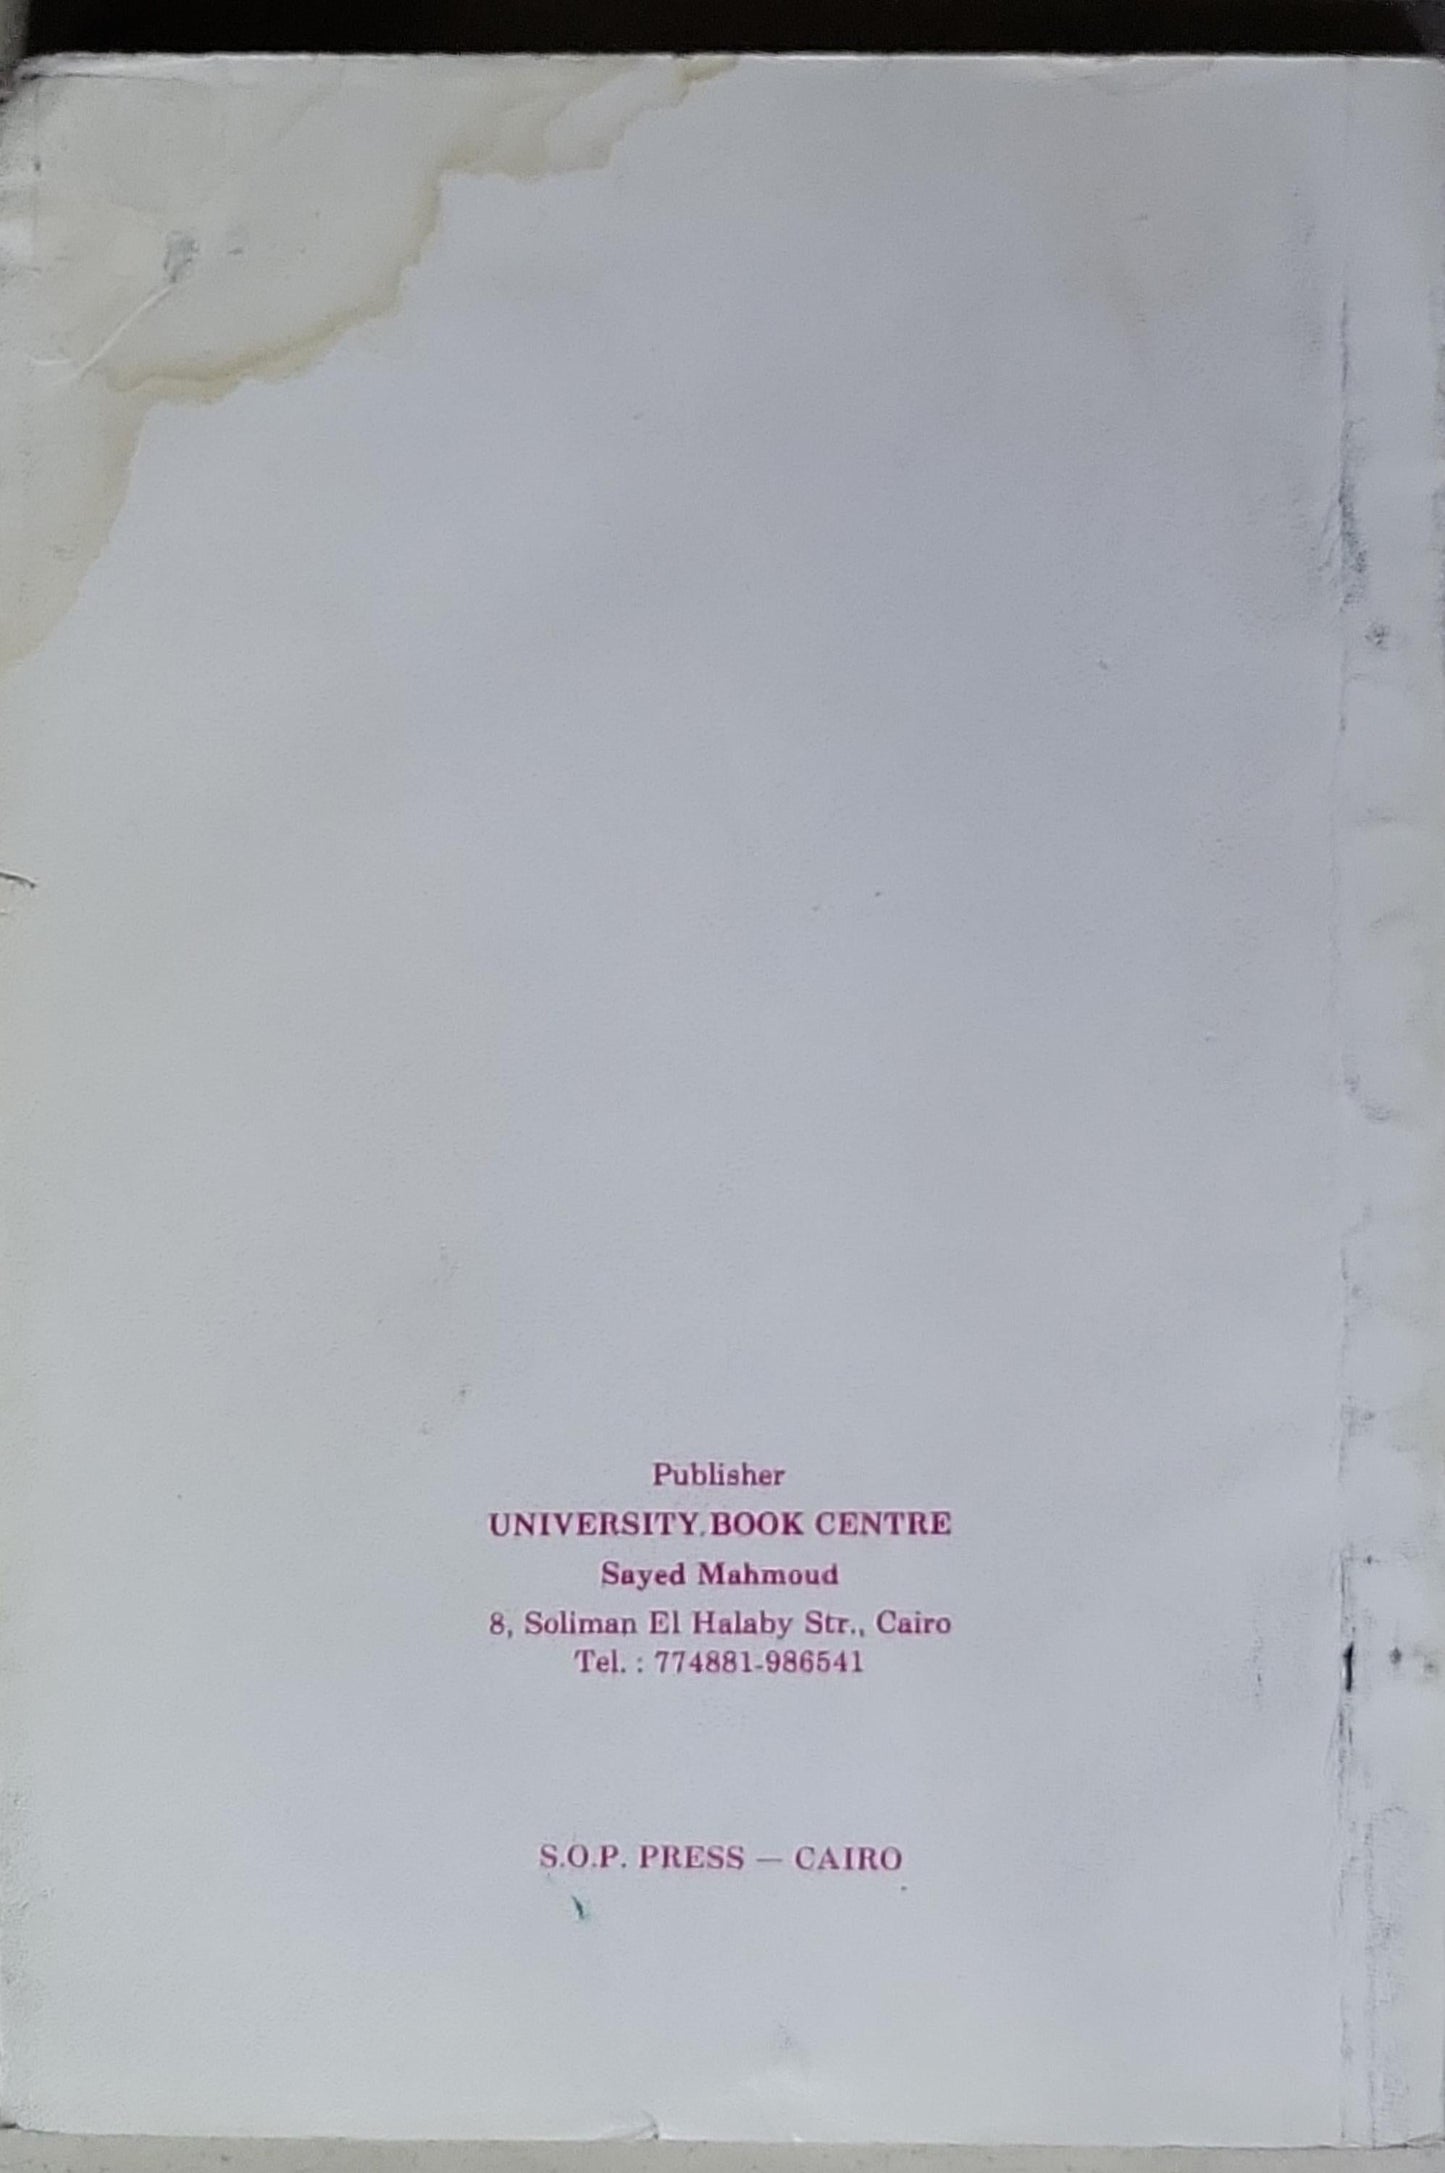 Publisher
UNIVERSITY BOOK CENTRE
Sayed Mahmoud
8, Soliman El Halaby Str., Cairo
Tel. : 774881-986541
S.O.P. PRESS — CAIRO